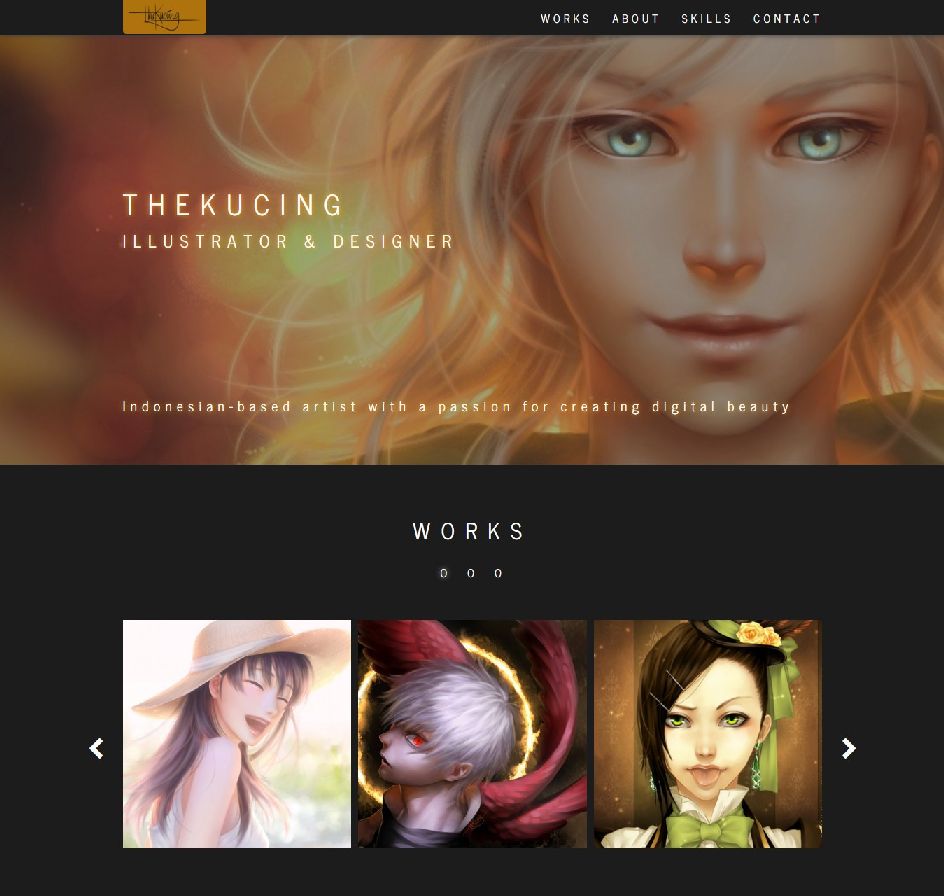 theKucing
WORKS ABOUT SKILLS CONTACT
THEKUCING
ILLUSTRATOR & DESIGNER
Indonesian-based artist with a passion for creating digital beauty
WORKS